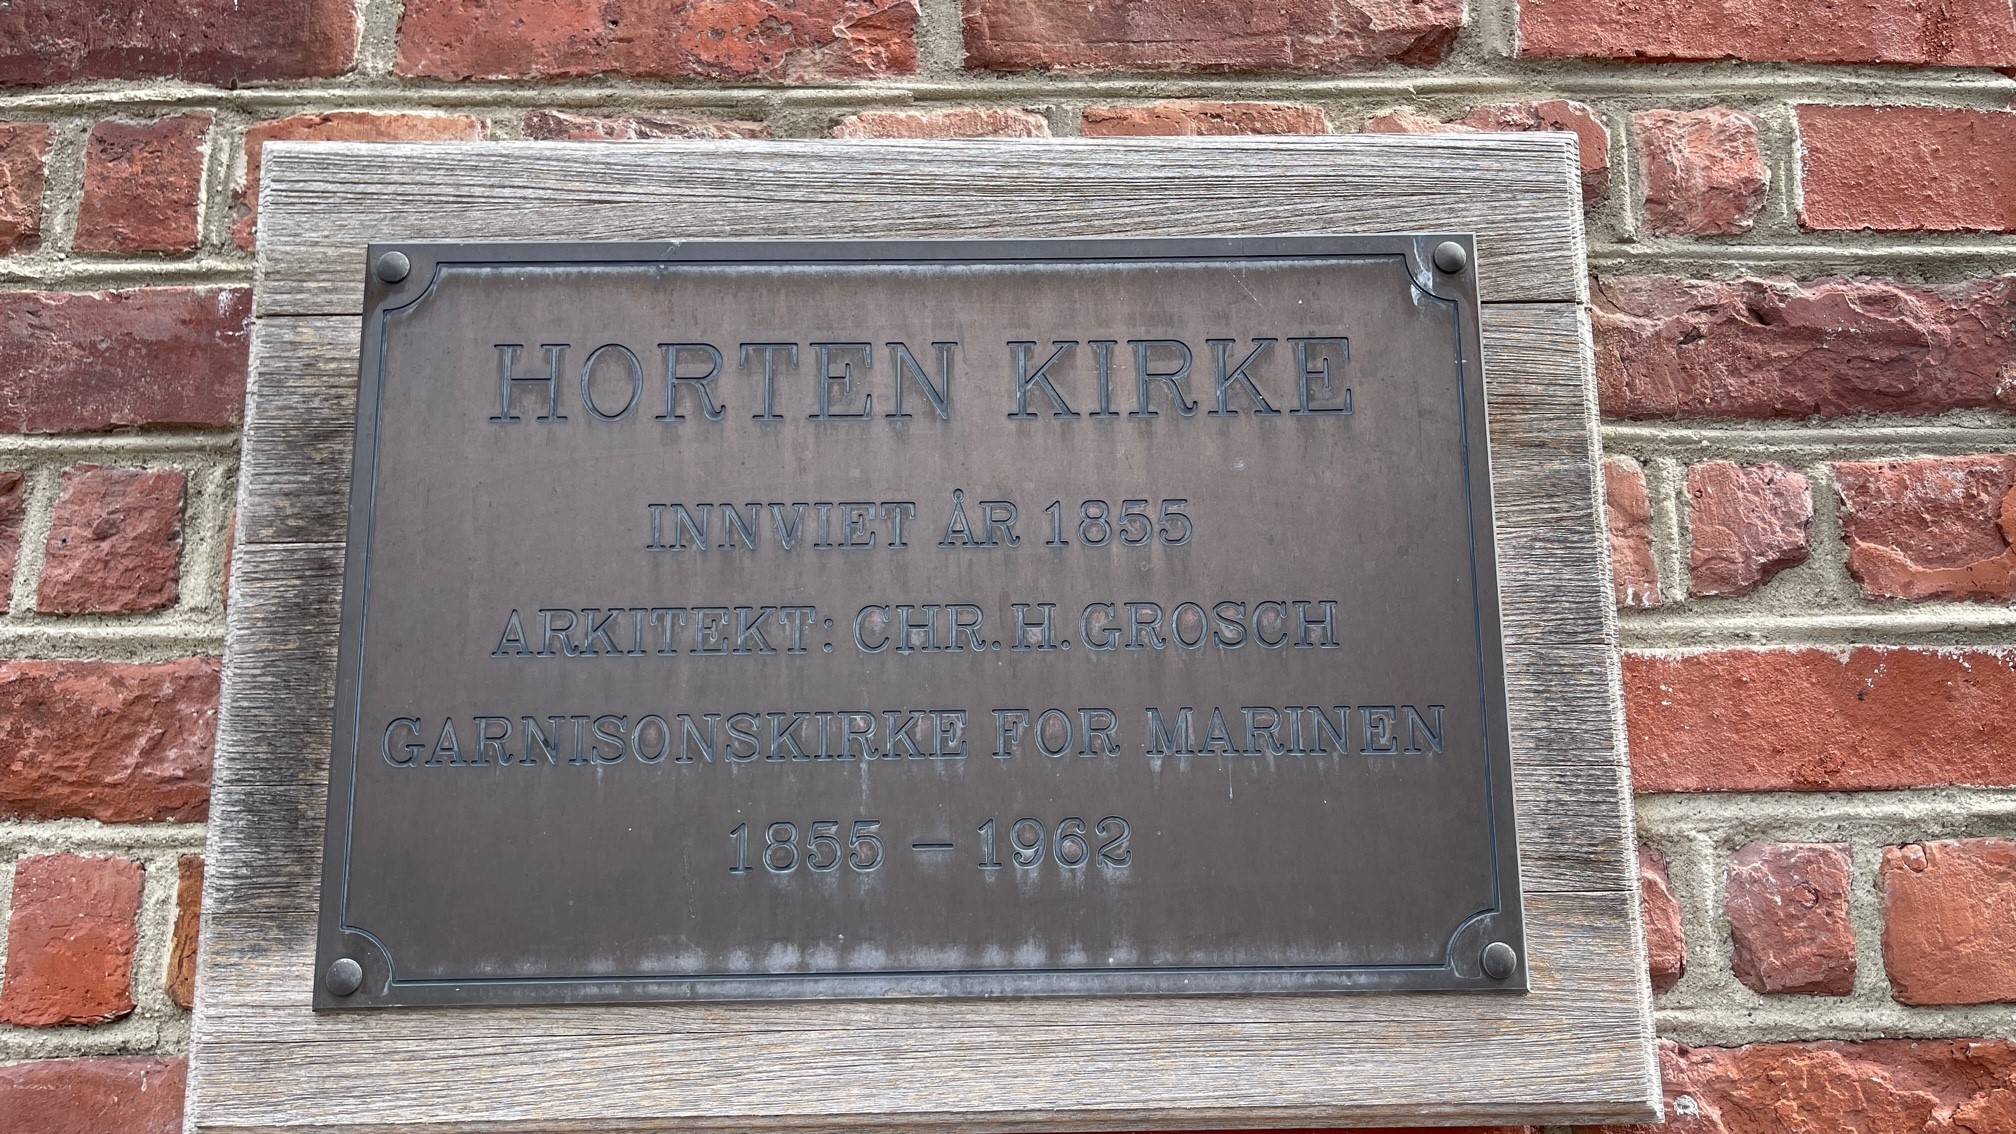 HORTEN KIRKE
INNVIET ÅR 1855
ARKITEKT: CHR. H. GROSCH
GARNISONSKIRKE FOR MARINEN
1855 – 1962